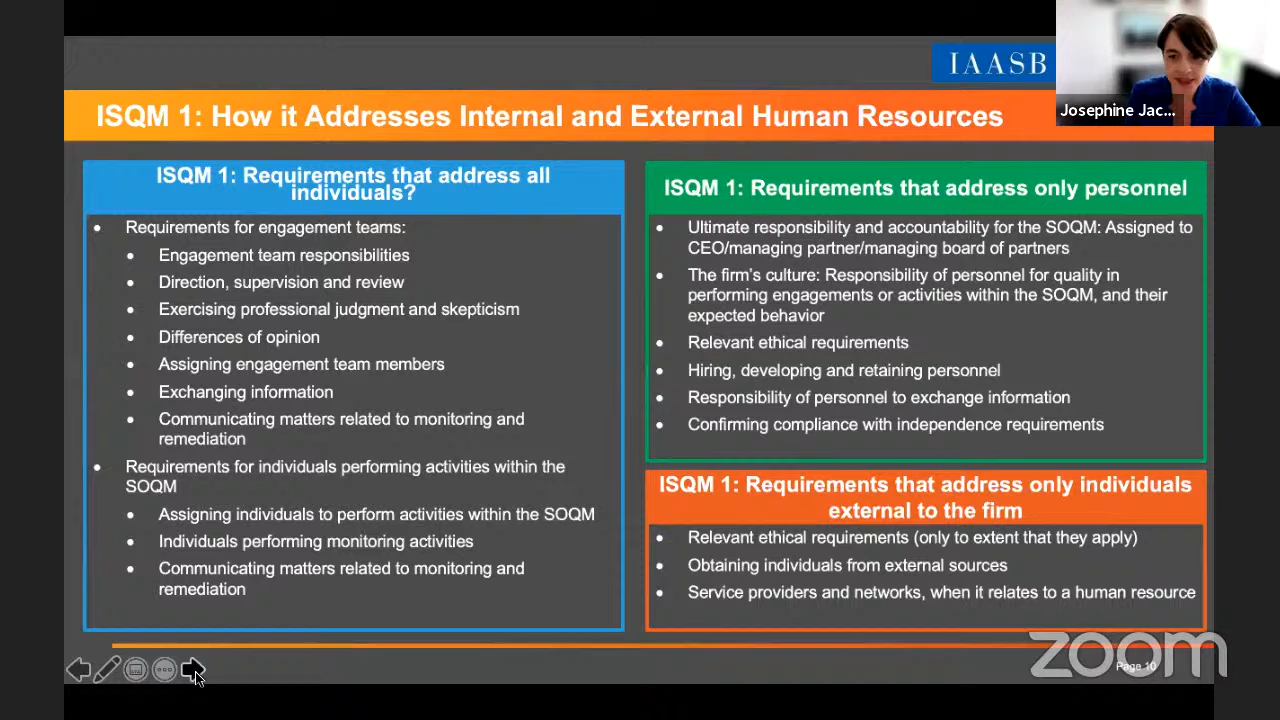 IAASB
Josephine Jac...
ISQM 1: How it Addresses Internal and External Human Resources
ISQM 1: Requirements that address all
individuals?
• Requirements for engagement teams:
• Engagement team responsibilities
• Direction, supervision and review
• Exercising professional judgment and skepticism
• Differences of opinion
• Assigning engagement team members
• Exchanging information
• Communicating matters related to monitoring and
remediation
• Requirements for individuals performing activities within the
SOQM
• Assigning individuals to perform activities within the SOQM
• Individuals performing monitoring activities
• Communicating matters related to monitoring and
remediation
ISQM 1: Requirements that address only personnel
• Ultimate responsibility and accountability for the SOQM: Assigned to
CEO/managing partner/managing board of partners
• The firm's culture: Responsibility of personnel for quality in
performing engagements or activities within the SOQM, and their
expected behavior
• Relevant ethical requirements
• Hiring, developing and retaining personnel
• Responsibility of personnel to exchange information
• Confirming compliance with independence requirements
ISQM 1: Requirements that address only individuals
external to the firm
• Relevant ethical requirements (only to extent that they apply)
• Obtaining individuals from external sources
• Service providers and networks, when it relates to a human resource
zoom
Page 10